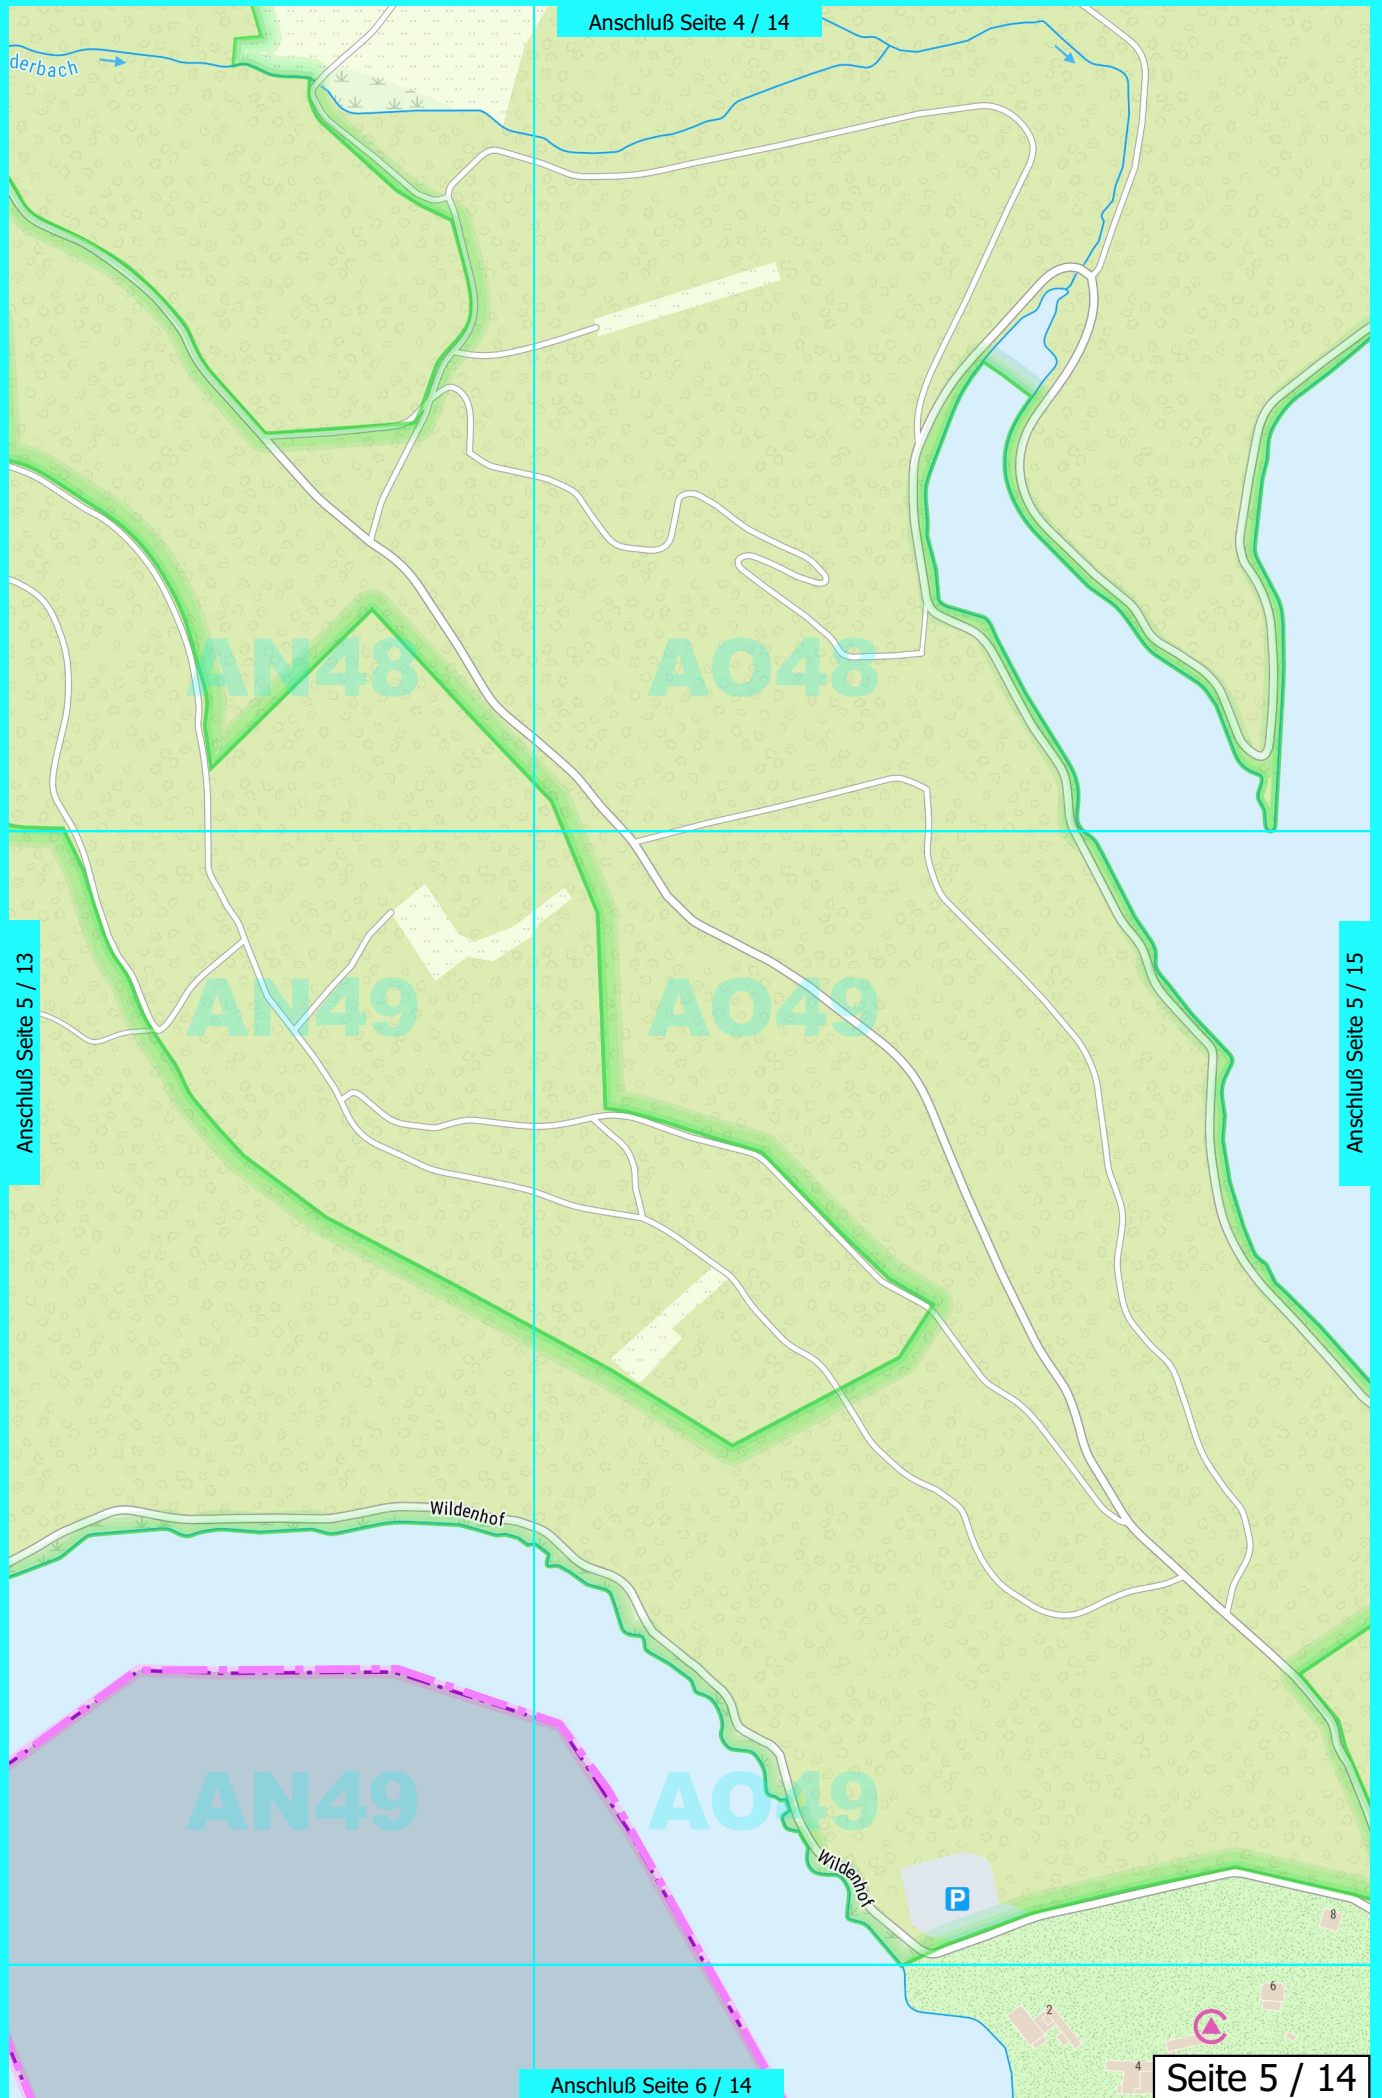 Anschluß Seite 4 / 14
derbach
AN48
AO48
Anschluß Seite 5 / 13
AN49
AO49
Anschluß Seite 5 / 15
Wildenhof
AN49
AO49
Wildenhof
P
8
6
2
4
Anschluß Seite 6 / 14
Seite 5 / 14